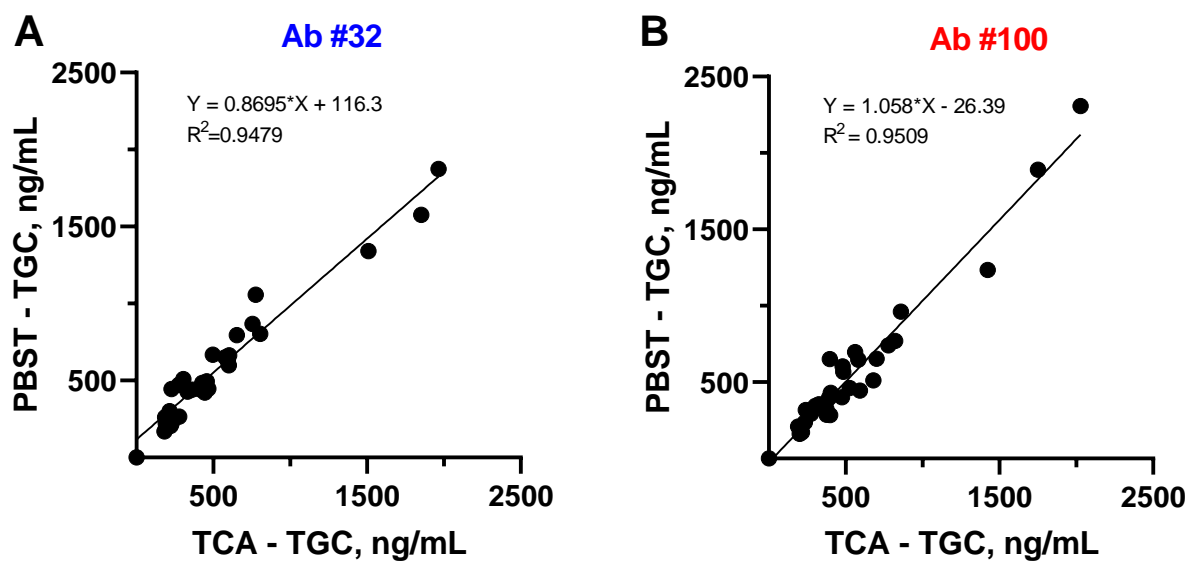 A
Ab #32
2500
1500
500
PBST - TGC, ng/mL
Y = 0.8695*X + 116.3
R²=0.9479
500
1500
2500
TCA - TGC, ng/mL
B
Ab #100
2500
1500
500
PBST - TGC, ng/mL
Y = 1.058*X - 26.39
R² = 0.9509
500
1500
2500
TCA - TGC, ng/mL